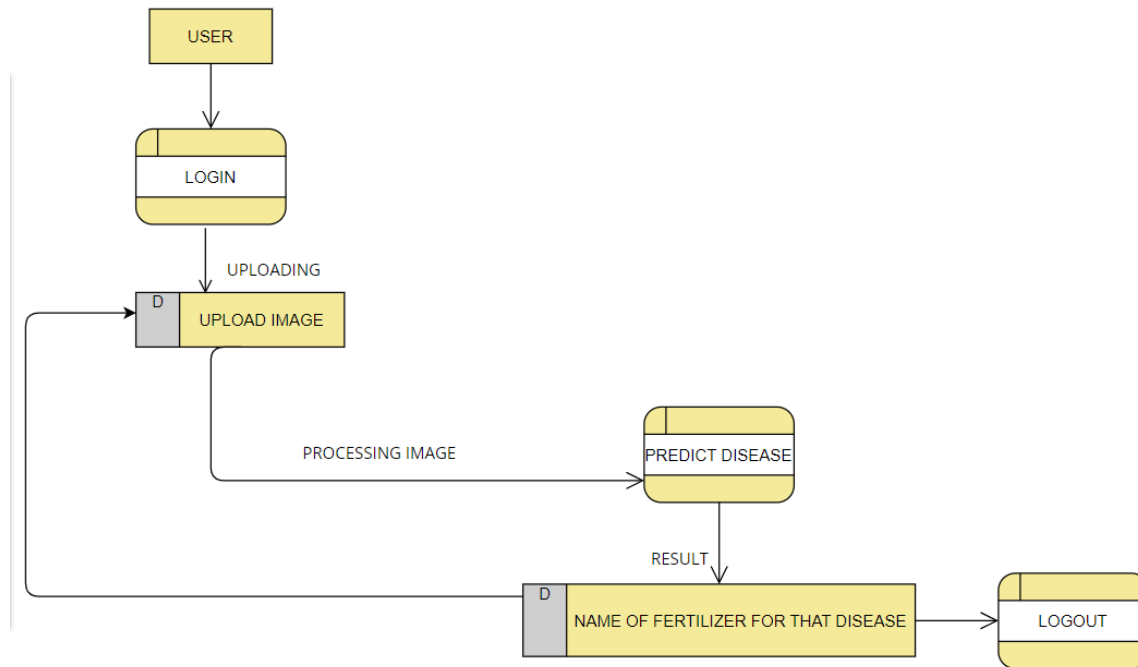 USER
LOGIN
UPLOADING
D
UPLOAD IMAGE
PROCESSING IMAGE
PREDICT DISEASE
RESULT
D
NAME OF FERTILIZER FOR THAT DISEASE
LOGOUT